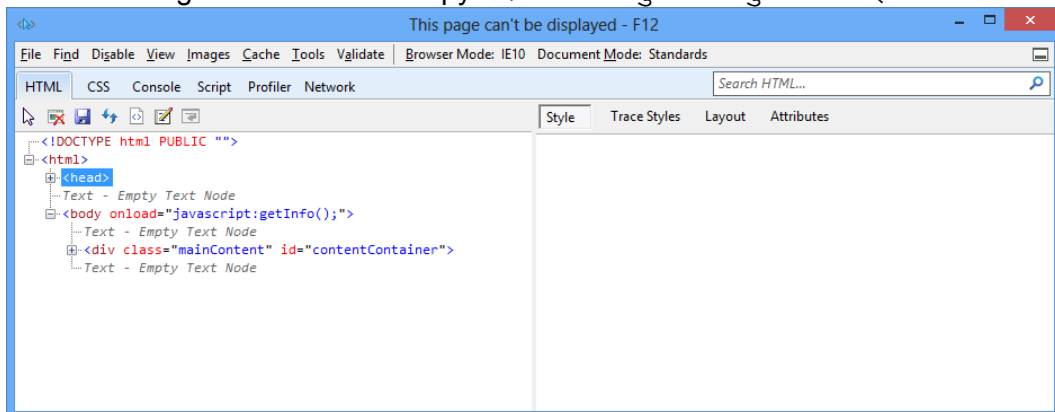 This page can't be displayed - F12
File Find Disable View Images Cache Tools Validate Browser Mode: IE10 Document Mode: Standards
HTML CSS Console Script Profiler Network Search HTML...
Style Trace Styles Layout Attributes
<!DOCTYPE html PUBLIC "">
<html>
<head>
Text - Empty Text Node
<body onload="javascript:getInfo();">
Text - Empty Text Node
<div class="mainContent" id="contentContainer">
Text - Empty Text Node